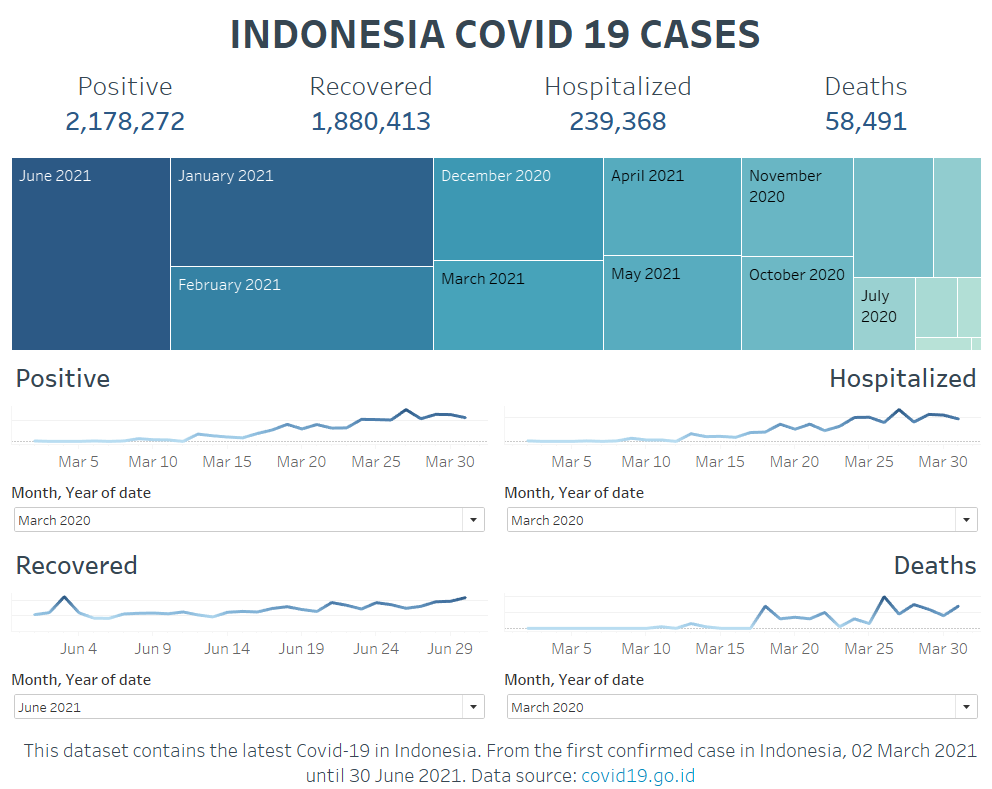 INDONESIA COVID 19 CASES
Positive
Recovered
Hospitalized
Deaths
2,178,272
1,880,413
239,368
58,491
June 2021
January 2021
February 2021
December 2020
March 2021
April 2021
May 2021
November
2020
October 2020
July
2020
Positive
Mar 5 Mar 10 Mar 15 Mar 20 Mar 25 Mar 30
Month, Year of date
March 2020
Hospitalized
Mar 5 Mar 10 Mar 15 Mar 20 Mar 25 Mar 30
Month, Year of date
March 2020
Recovered
Jun 4 Jun 9 Jun 14 Jun 19 Jun 24 Jun 29
Month, Year of date
June 2021
Deaths
Mar 5 Mar 10 Mar 15 Mar 20 Mar 25 Mar 30
Month, Year of date
March 2020
This dataset contains the latest Covid-19 in Indonesia. From the first confirmed case in Indonesia, 02 March 2021
until 30 June 2021. Data source: covid19.go.id